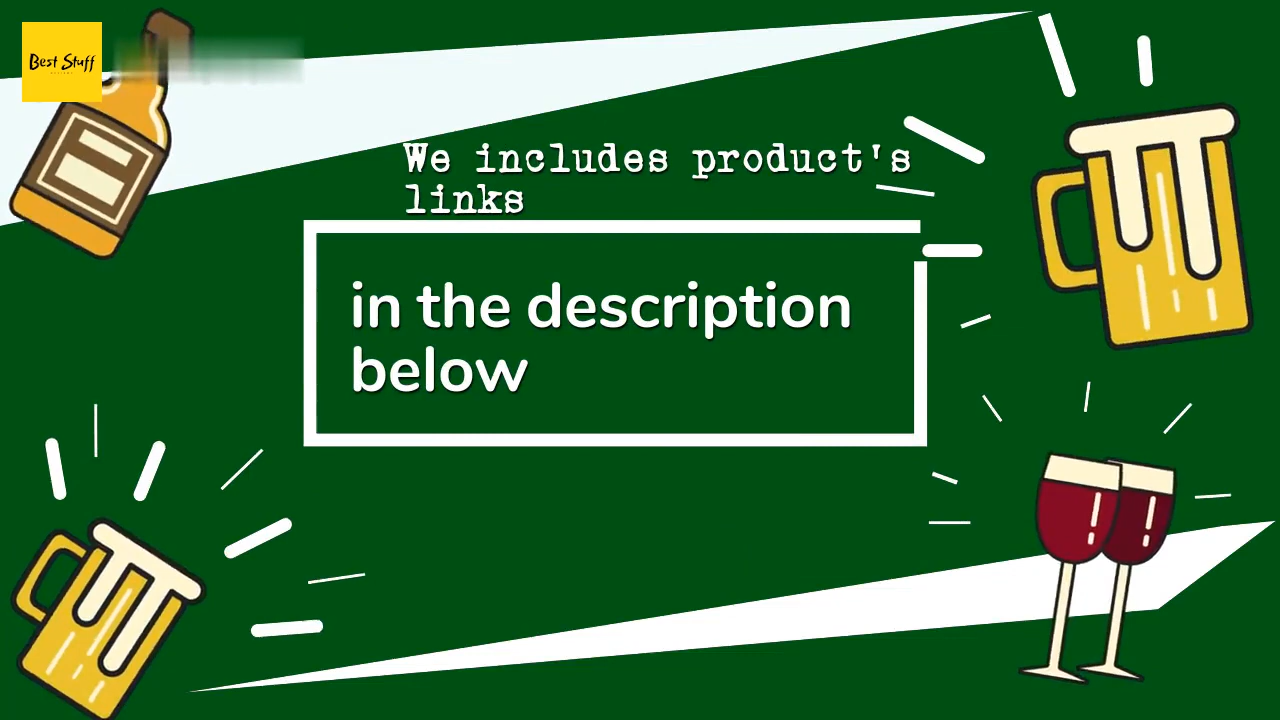 Best Stuff
We includes product's
links
in the description
below